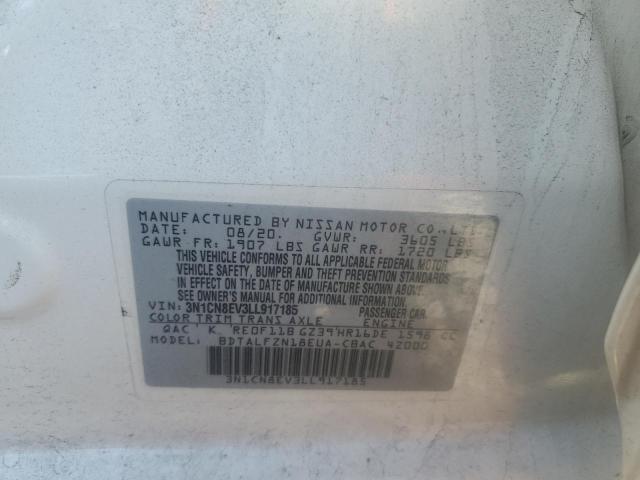 MANUFACTURED BY NISSAN MOTOR CO., LTD.
DATE: 08/20. GVWR: 3605 LBS
GAWR FR: 1907 LBS GAWR RR: 1720 LBS
THIS VEHICLE CONFORMS TO ALL APPLICABLE FEDERAL MOTOR
VEHICLE SAFETY, BUMPER AND THEFT PREVENTION STANDARDS
IN EFFECT ON THE DATE OF MANUFACTURE SHOWN ABOVE.
SEE OWNER'S MANUAL FOR ADDITIONAL INFORMATION
VIN: 3N1CN8EV3LL917185 PASSENGER CAR.
COLOR TRIM TRANS AXLE ENGINE
QAC K RE0F11B GZ39 HR16DE 1598 CC
MODEL: BDTALFZN18EUA-CBAC 42000
3N1CN8EV3LL917185